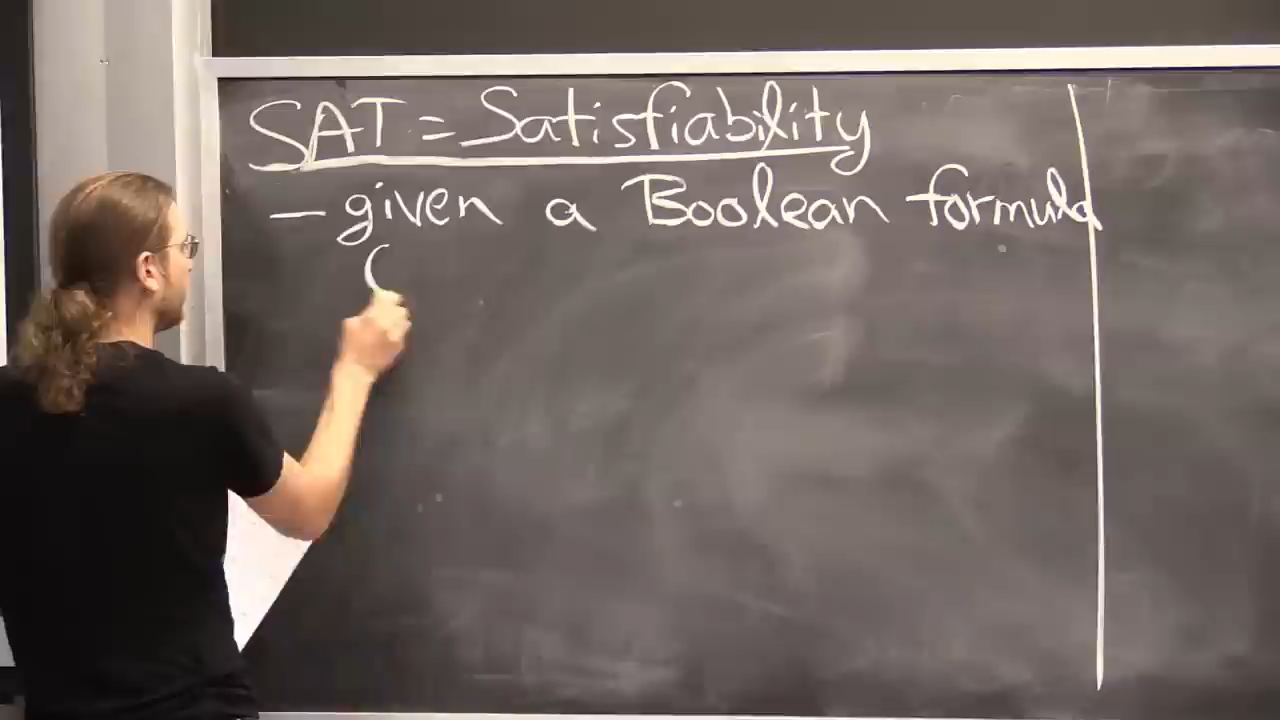 SAT = Satisfiability
- given a Boolean formula
(